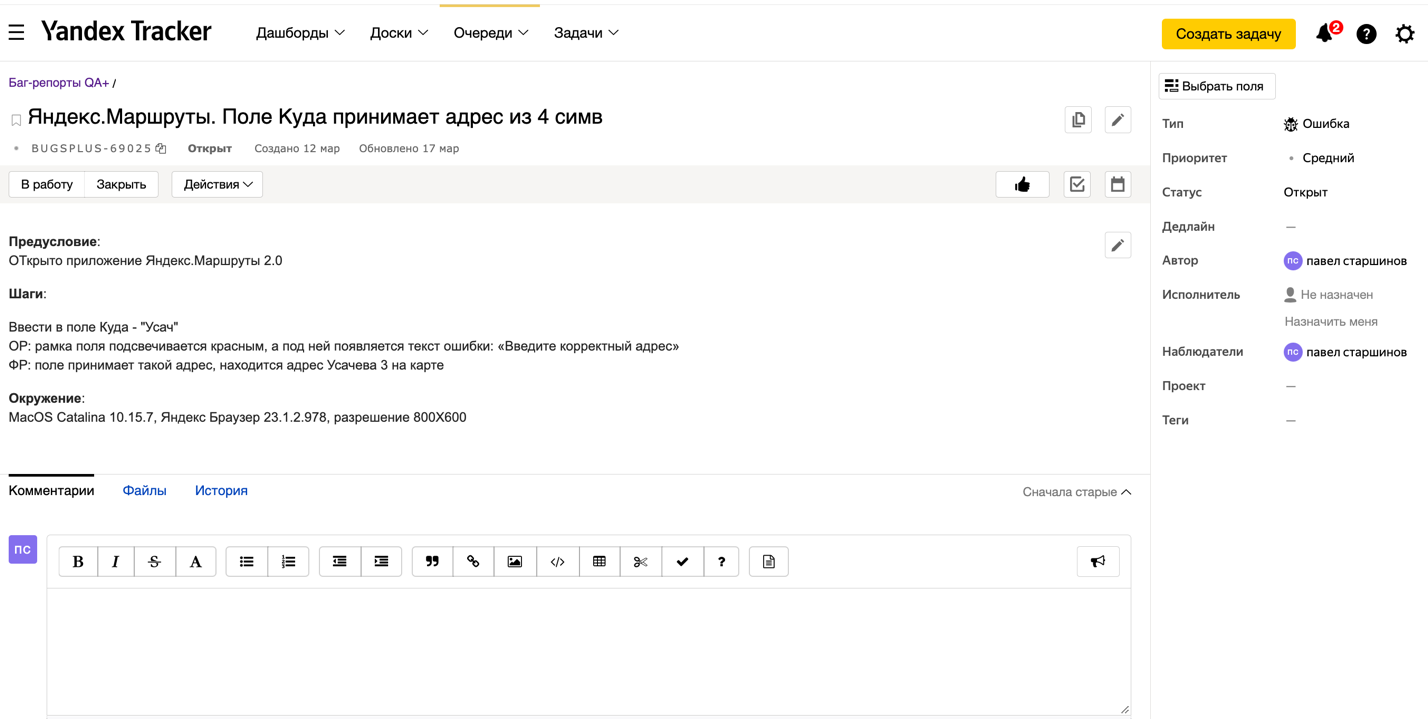 Yandex Tracker
Дашборды Доски Очереди Задачи
Создать задачу
2
?
Баг-репорты QA+ /
Яндекс.Маршруты. Поле Куда принимает адрес из 4 симв
BUGSPLUS-69025 Открыт Создано 12 мар Обновлено 17 мар
В работу Закрыть Действия
Предусловие:
ОТкрыто приложение Яндекс.Маршруты 2.0
Шаги:
Ввести в поле Куда - "Усач"
ОР: рамка поля подсвечивается красным, а под ней появляется текст ошибки: «Введите корректный адрес»
ФР: поле принимает такой адрес, находится адрес Усачева 3 на карте
Окружение:
MacOS Catalina 10.15.7, Яндекс Браузер 23.1.2.978, разрешение 800X600
Комментарии Файлы История Сначала старые
ПС
B I S A ?
Выбрать поля
Тип Ошибка
Приоритет Средний
Статус Открыт
Дедлайн —
Автор пс павел старшинов
Исполнитель Не назначен
Назначить меня
Наблюдатели пс павел старшинов
Проект —
Теги —